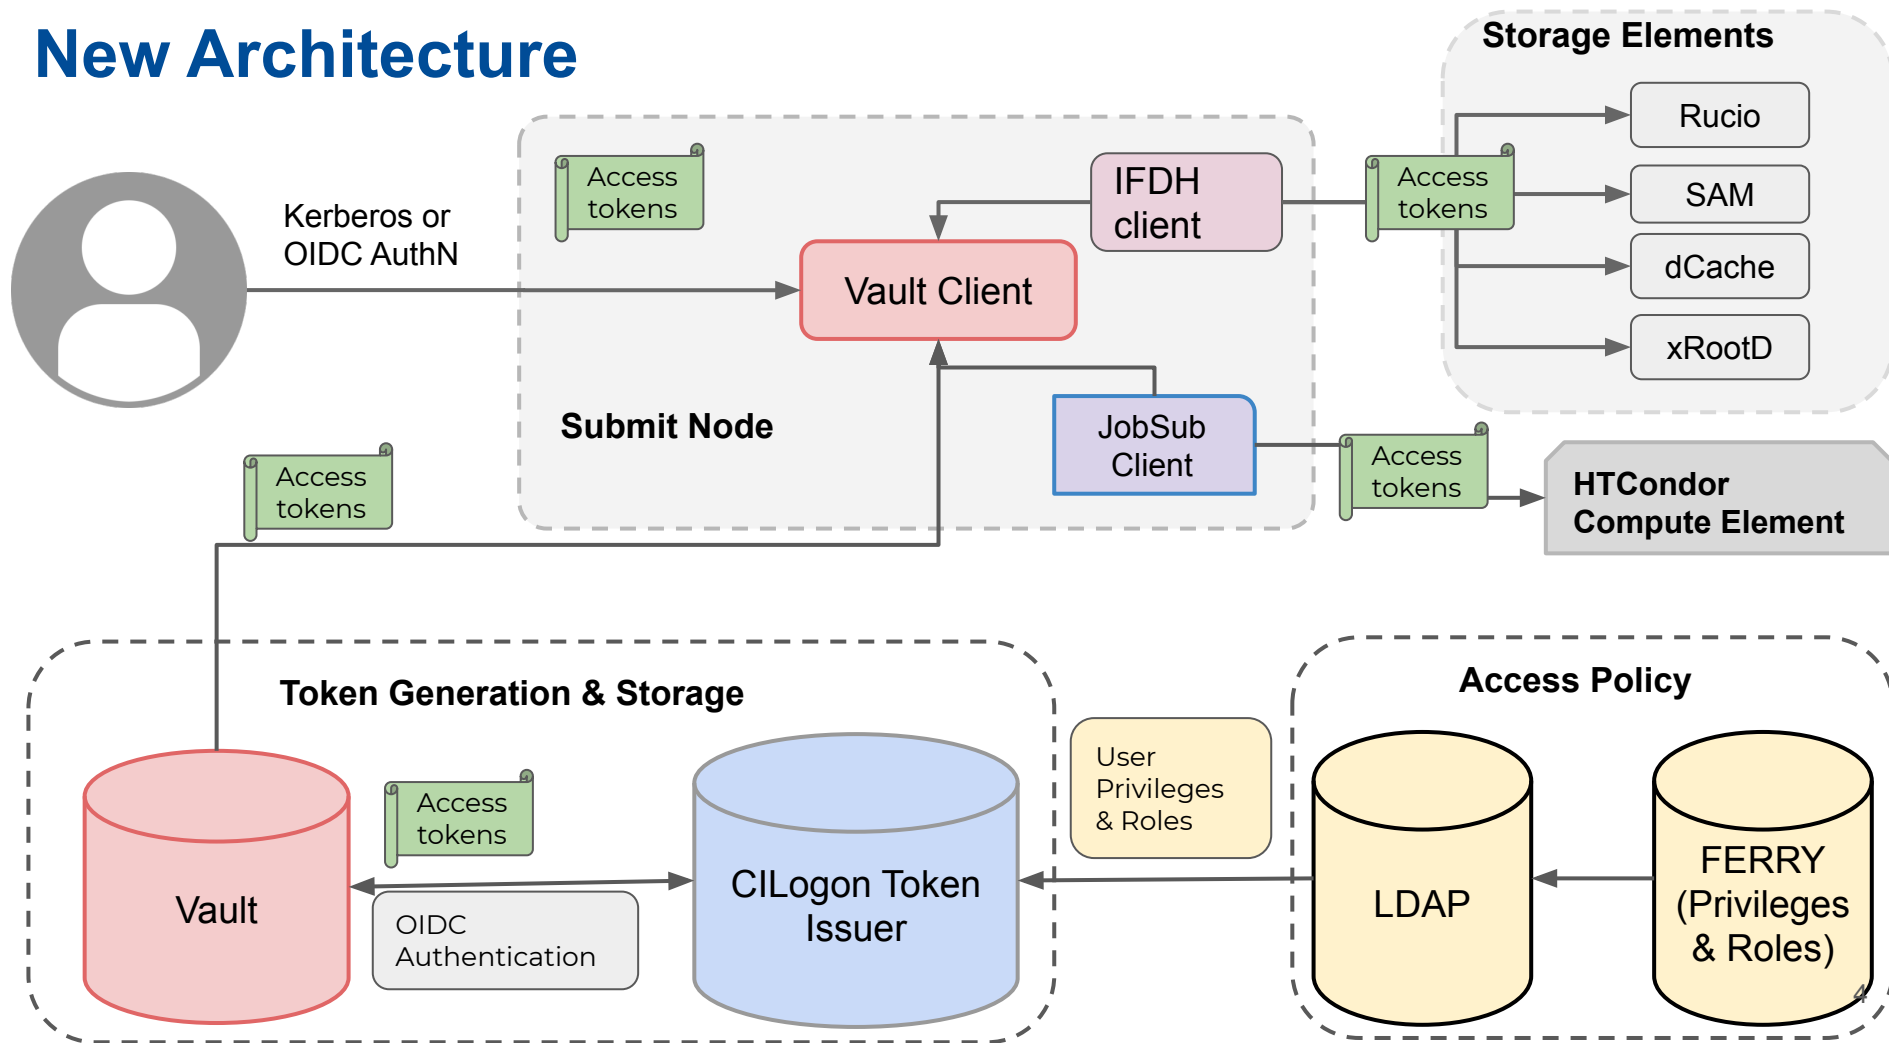 New Architecture
Storage Elements
Rucio
SAM
dCache
xRootD
Access
tokens
IFDH
client
Access
tokens
Kerberos or
OIDC AuthN
Vault Client
Submit Node
JobSub
Client
Access
tokens
HTCondor
Compute Element
Access
tokens
Token Generation & Storage
Access Policy
User
Privileges
& Roles
Access
tokens
Vault
OIDC
Authentication
CILogon Token
Issuer
LDAP
FERRY
(Privileges
& Roles)
4